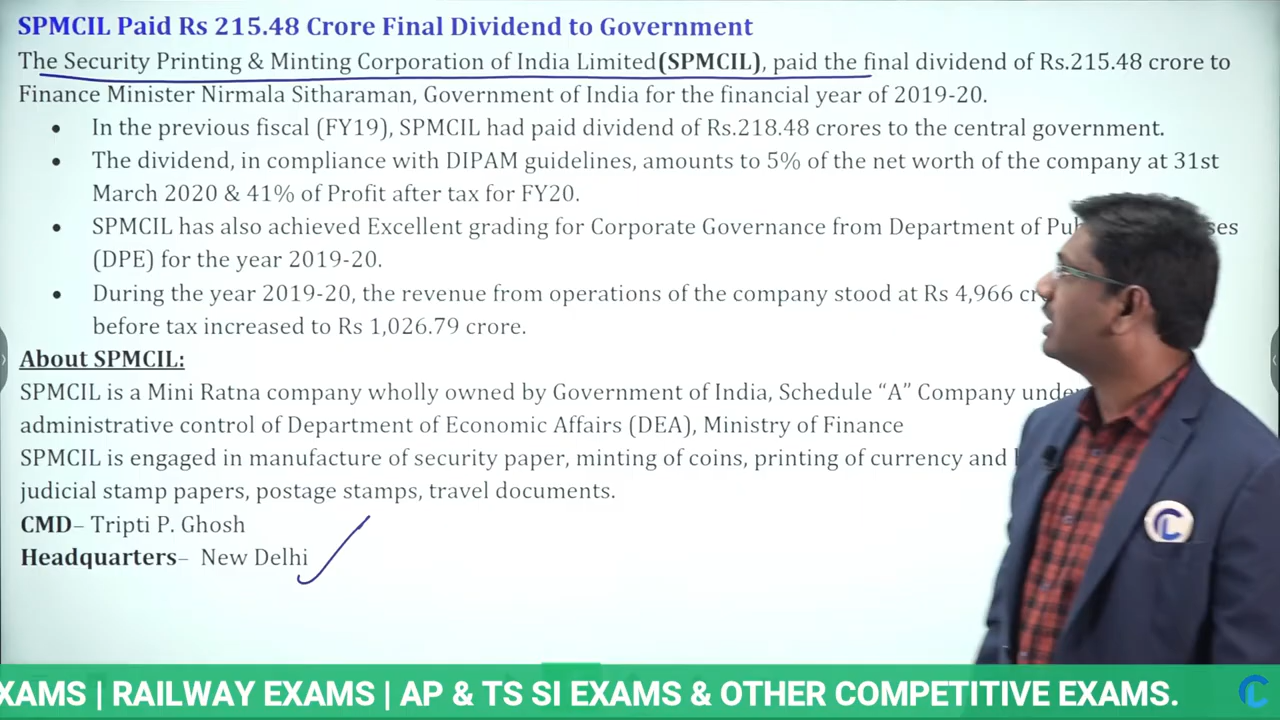 SPMCIL Paid Rs 215.48 Crore Final Dividend to Government
The Security Printing & Minting Corporation of India Limited(SPMCIL), paid the final dividend of Rs.215.48 crore to
Finance Minister Nirmala Sitharaman, Government of India for the financial year of 2019-20.
• In the previous fiscal (FY19), SPMCIL had paid dividend of Rs.218.48 crores to the central government.
• The dividend, in compliance with DIPAM guidelines, amounts to 5% of the net worth of the company at 31st
March 2020 & 41% of Profit after tax for FY20.
• SPMCIL has also achieved Excellent grading for Corporate Governance from Department of
(DPE) for the year 2019-20.
• During the year 2019-20, the revenue from operations of the company stood at Rs 4,966
before tax increased to Rs 1,026.79 crore.
About SPMCIL:
SPMCIL is a Mini Ratna company wholly owned by Government of India, Schedule “A” Company under
administrative control of Department of Economic Affairs (DEA), Ministry of Finance
SPMCIL is engaged in manufacture of security paper, minting of coins, printing of currency and
judicial stamp papers, postage stamps, travel documents.
CMD– Tripti P. Ghosh
Headquarters– New Delhi
EXAMS | RAILWAY EXAMS | AP & TS SI EXAMS & OTHER COMPETITIVE EXAMS.